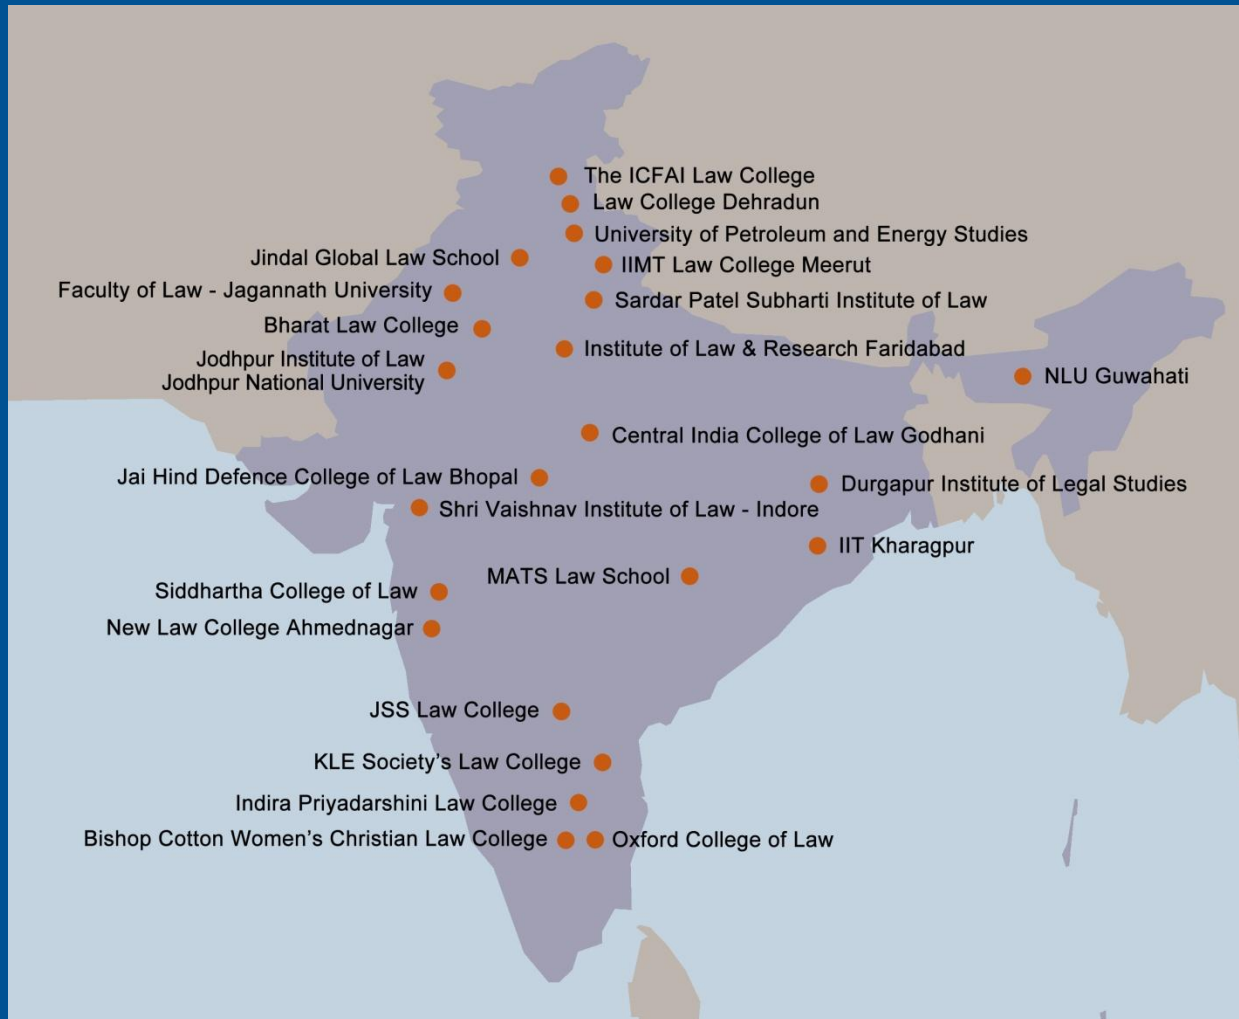 The ICFAI Law College
Law College Dehradun
University of Petroleum and Energy Studies
Jindal Global Law School
IIMT Law College Meerut
Faculty of Law - Jagannath University
Sardar Patel Subharti Institute of Law
Bharat Law College
Institute of Law & Research Faridabad
Jodhpur Institute of Law
Jodhpur National University
NLU Guwahati
Central India College of Law Godhani
Jai Hind Defence College of Law Bhopal
Durgapur Institute of Legal Studies
Shri Vaishnav Institute of Law - Indore
IIT Kharagpur
MATS Law School
Siddhartha College of Law
New Law College Ahmednagar
JSS Law College
KLE Society’s Law College
Indira Priyadarshini Law College
Bishop Cotton Women’s Christian Law College
Oxford College of Law